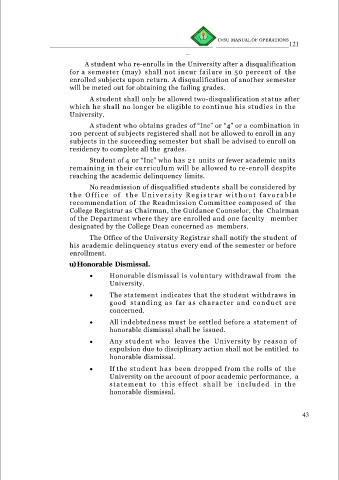 CVSU MANUAL OF OPERATIONS
121
A student who re-enrolls in the University after a disqualification
for a semester (may) shall not incur failure in 50 percent of the
enrolled subjects upon return. A disqualification of another semester
will be meted out for obtaining the failing grades.
A student shall only be allowed two-disqualification status after
which he shall no longer be eligible to continue his studies in the
University.
A student who obtains grades of "Inc" or "4" or a combination in
100 percent of subjects registered shall not be allowed to enroll in any
subjects in the succeeding semester but shall be advised to enroll on
residency to complete all the grades.
Student of 4 or "Inc" who has 21 units or fewer academic units
remaining in their curriculum will be allowed to re-enroll despite
reaching the academic delinquency limits.
No readmission of disqualified students shall be considered by
the Office of the University Registrar without favorable
recommendation of the Readmission Committee composed of the
College Registrar as Chairman, the Guidance Counselor, the Chairman
of the Department where they are enrolled and one faculty member
designated by the College Dean concerned as members.
The Office of the University Registrar shall notify the student of
his academic delinquency status every end of the semester or before
enrollment.
u)Honorable Dismissal.
• Honorable dismissal is voluntary withdrawal from the
University.
• The statement indicates that the student withdraws in
good standing as far as character and conduct are
concerned.
• All indebtedness must be settled before a statement of
honorable dismissal shall be issued.
• Any student who leaves the University by reason of
expulsion due to disciplinary action shall not be entitled to
honorable dismissal.
• If the student has been dropped from the rolls of the
University on the account of poor academic performance, a
statement to this effect shall be included in the
honorable dismissal.
43